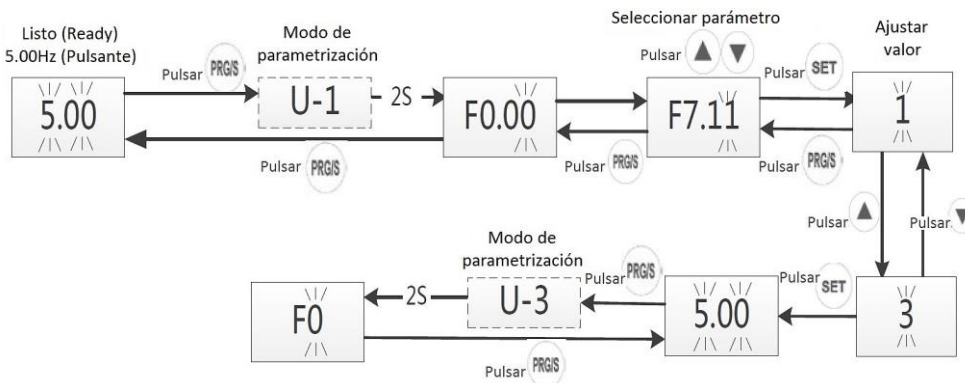 Listo (Ready)
5.00Hz (Pulsante)
5.00
Pulsar PRG/S
Modo de
parametrización
U-1
2S
F0.00
Seleccionar parámetro
Pulsar ▲ ▼
F7.11
Pulsar SET
Ajustar
valor
1
Pulsar PRG/S
Pulsar PRG/S
Pulsar PRG/S
Pulsar ▲
Pulsar ▼
3
Pulsar SET
5.00
Pulsar PRG/S
Modo de
parametrización
U-3
2S
F0
Pulsar PRG/S